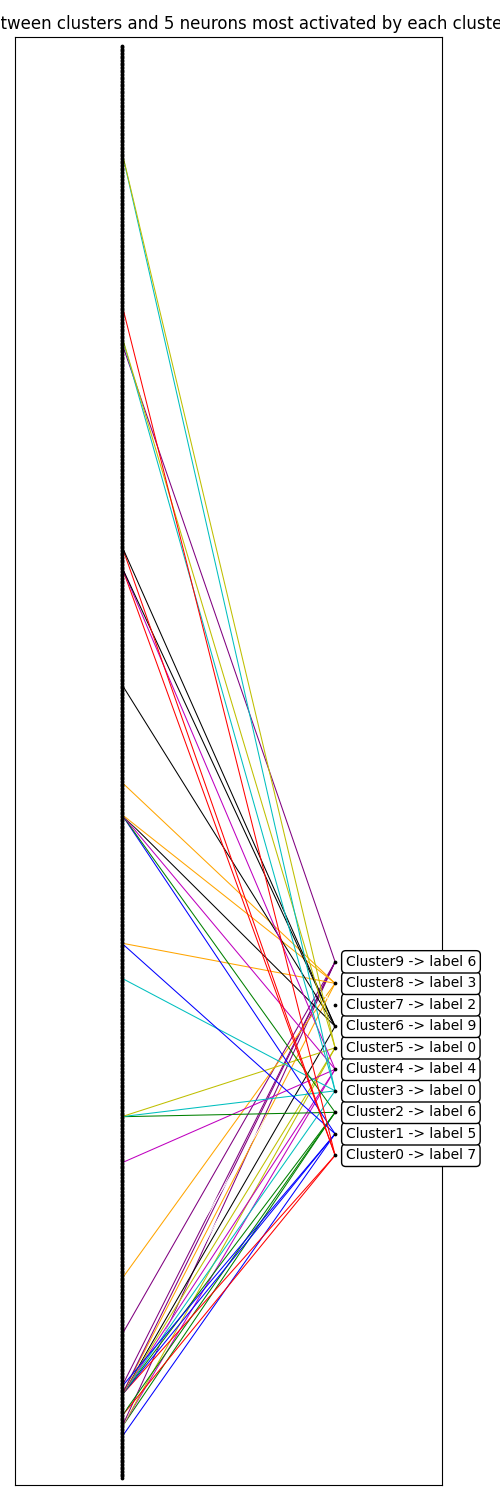 tween clusters and 5 neurons most activated by each cluste
Cluster9 -> label 6
Cluster8 -> label 3
Cluster7 -> label 2
Cluster6 -> label 9
Cluster5 -> label 0
Cluster4 -> label 4
Cluster3 -> label 0
Cluster2 -> label 6
Cluster1 -> label 5
Cluster0 -> label 7